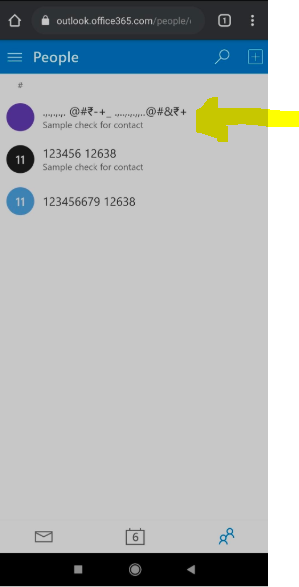 outlook.office365.com/people/
1
People
#
@#₹-+_ @#&₹+
Sample check for contact
11
123456 12638
Sample check for contact
11
123456679 12638
6